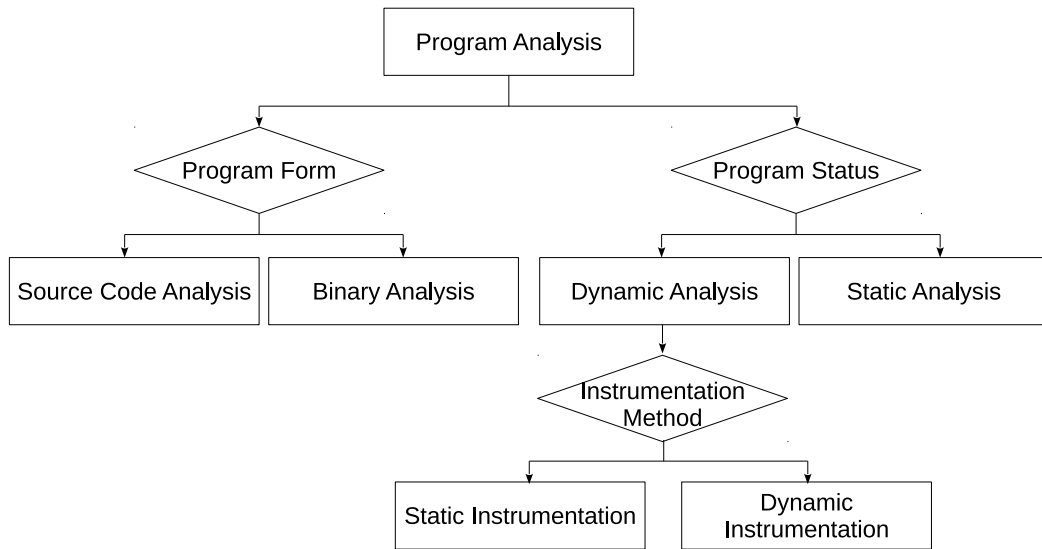 Program Analysis
Program Form
Program Status
Source Code Analysis
Binary Analysis
Dynamic Analysis
Static Analysis
Instrumentation
Method
Static Instrumentation
Dynamic
Instrumentation